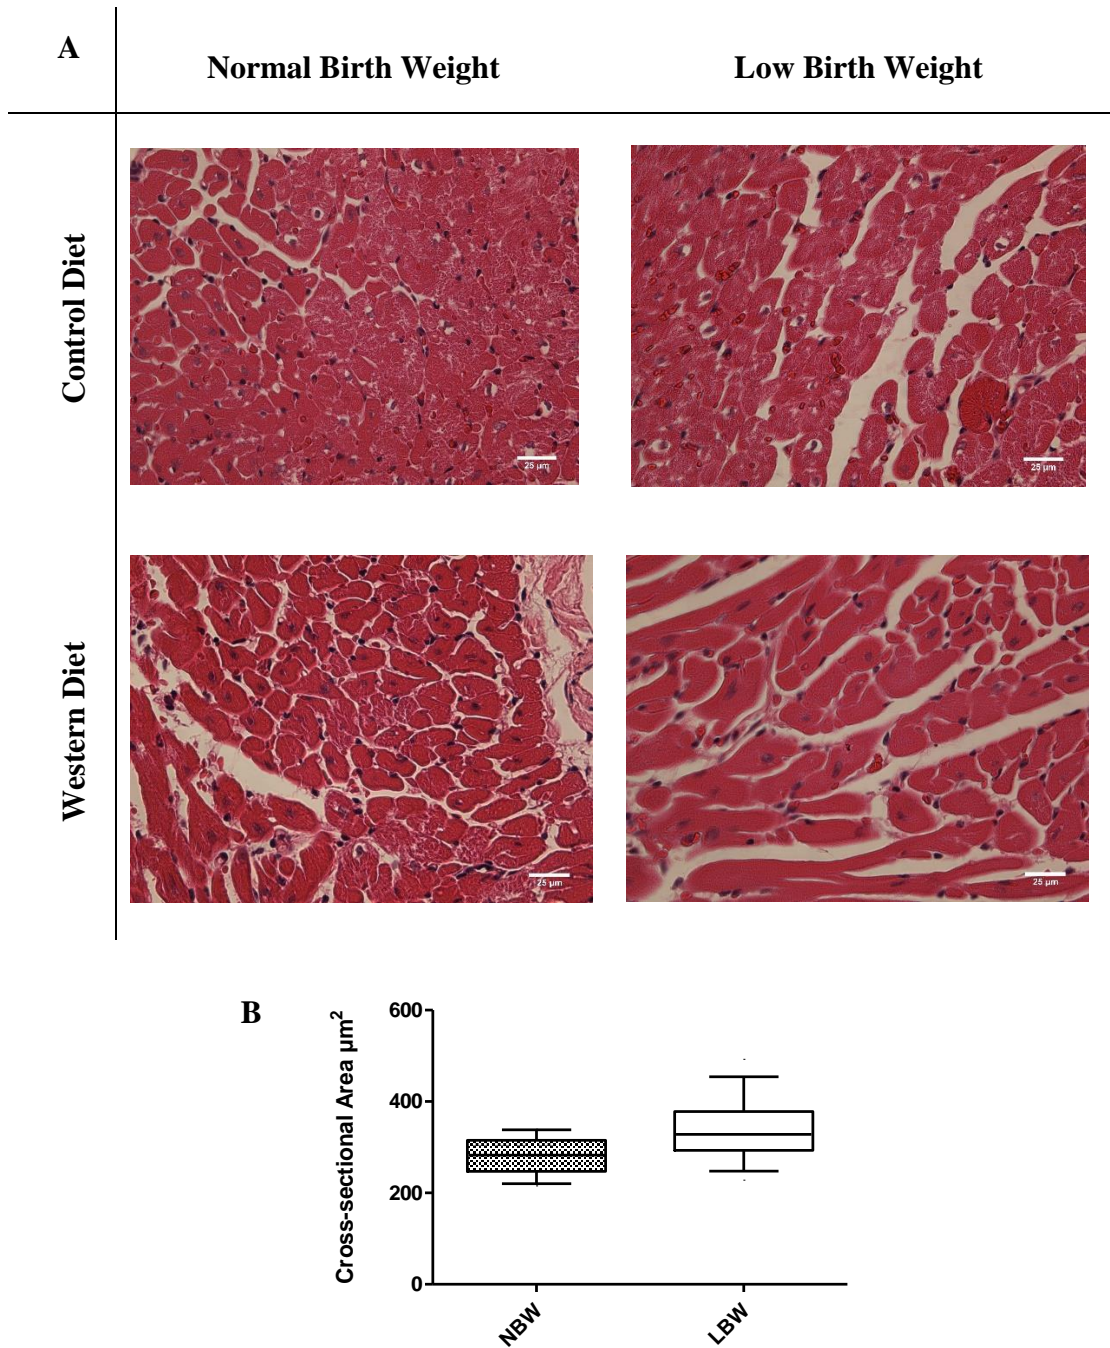 A
Normal Birth Weight
Low Birth Weight
Control Diet
25 µm
25 µm
Western Diet
25 µm
25 µm
B
Cross-sectional Area µm²
600
400
200
0
NBW
LBW